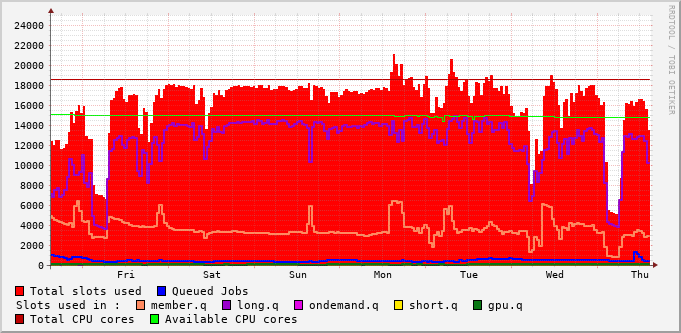 RRDTOOL / TOBI OETIKER
24000
22000
20000
18000
16000
14000
12000
10000
8000
6000
4000
2000
0
Fri Sat Sun Mon Tue Wed Thu
Total slots used Queued Jobs
Slots used in : member.q long.q ondemand.q short.q gpu.q
Total CPU cores Available CPU cores